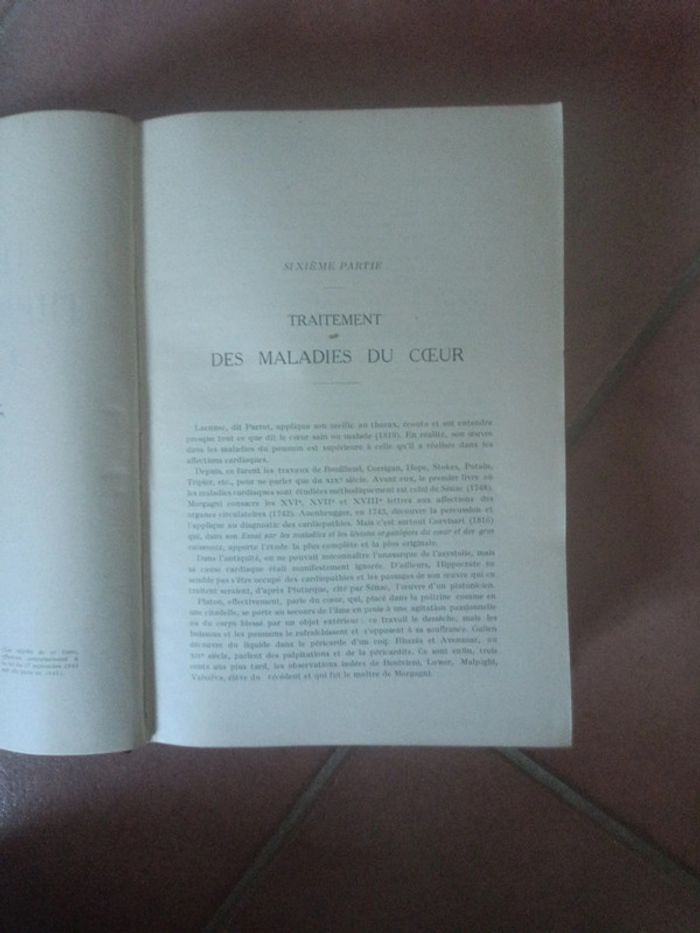 SIXIÈME PARTIE
TRAITEMENT
DES MALADIES DU CŒUR
Laennec, dit Parrot, appliqua son oreille au thorax, écouta et sut entendre
presque tout ce que dit le cœur sain ou malade (1819). En réalité, son œuvre
dans les maladies du poumon est supérieure à celle qu'il a réalisée dans les
affections cardiaques.
Depuis, ce furent les travaux de Bouillaud, Corrigan, Hope, Stokes, Potain,
Tripier, etc., pour ne parler que du XIXe siècle. Avant eux, le premier livre où
les maladies cardiaques sont étudiées méthodiquement est celui de Sénac (1748).
Morgagni consacre les XVIe, XVIIe et XVIIIe lettres aux affections des
organes circulatoires (1742). Auenbrugger, en 1743, découvre la percussion et
l'applique au diagnostic des cardiopathies. Mais c'est surtout Corvisart (1816)
qui, dans son Essai sur les maladies et les lésions organiques du cœur et des gros
vaisseaux, apporte l'étude la plus complète et la plus originale.
Dans l'antiquité, on ne pouvait méconnaître l'anasarque de l'asystolie, mais
sa cause cardiaque était manifestement ignorée. D'ailleurs, Hippocrate ne
semble pas s'être occupé des cardiopathies et les passages de son œuvre qui en
traitent seraient, d'après Plutarque, cité par Sénac, l'œuvre d'un platonicien.
Platon, effectivement, parle du cœur, qui, placé dans la poitrine comme en
une citadelle, se porte au secours de l'âme en proie à une agitation passionnelle
ou du corps blessé par un objet extérieur : ce travail le dessèche, mais les
boissons et les poumons le rafraîchissent et s'opposent à sa souffrance. Galien
découvre du liquide dans le péricarde d'un coq. Rhazès et Avenzoar, au
XIIe siècle, parlent des palpitations et de la péricardite. Ce sont enfin, trois
cents ans plus tard, les observations isolées de Benivieni, Lower, Malpighi,
Valsalva, élève du précédent et qui fut le maître de Morgagni.